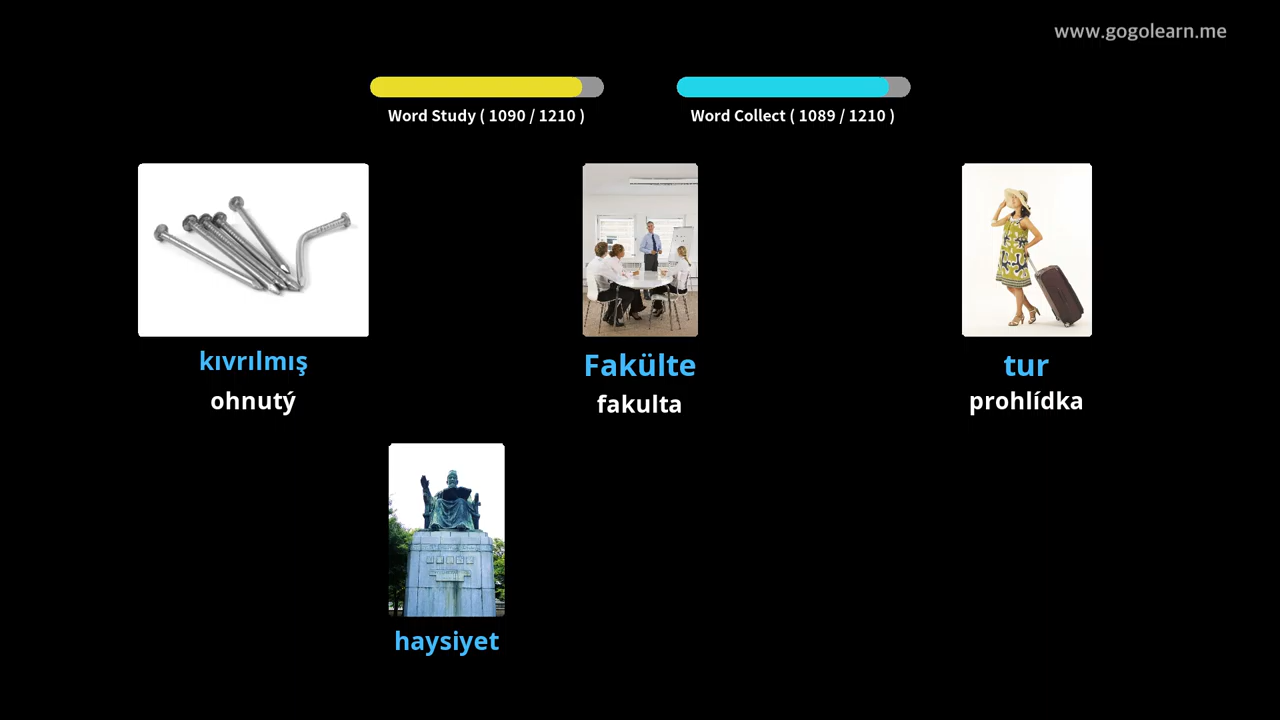 www.gogolearn.me
Word Study ( 1090 / 1210 )
Word Collect ( 1089 / 1210 )
kıvrılmış
ohnutý
Fakülte
fakulta
tur
prohlídka
haysiyet